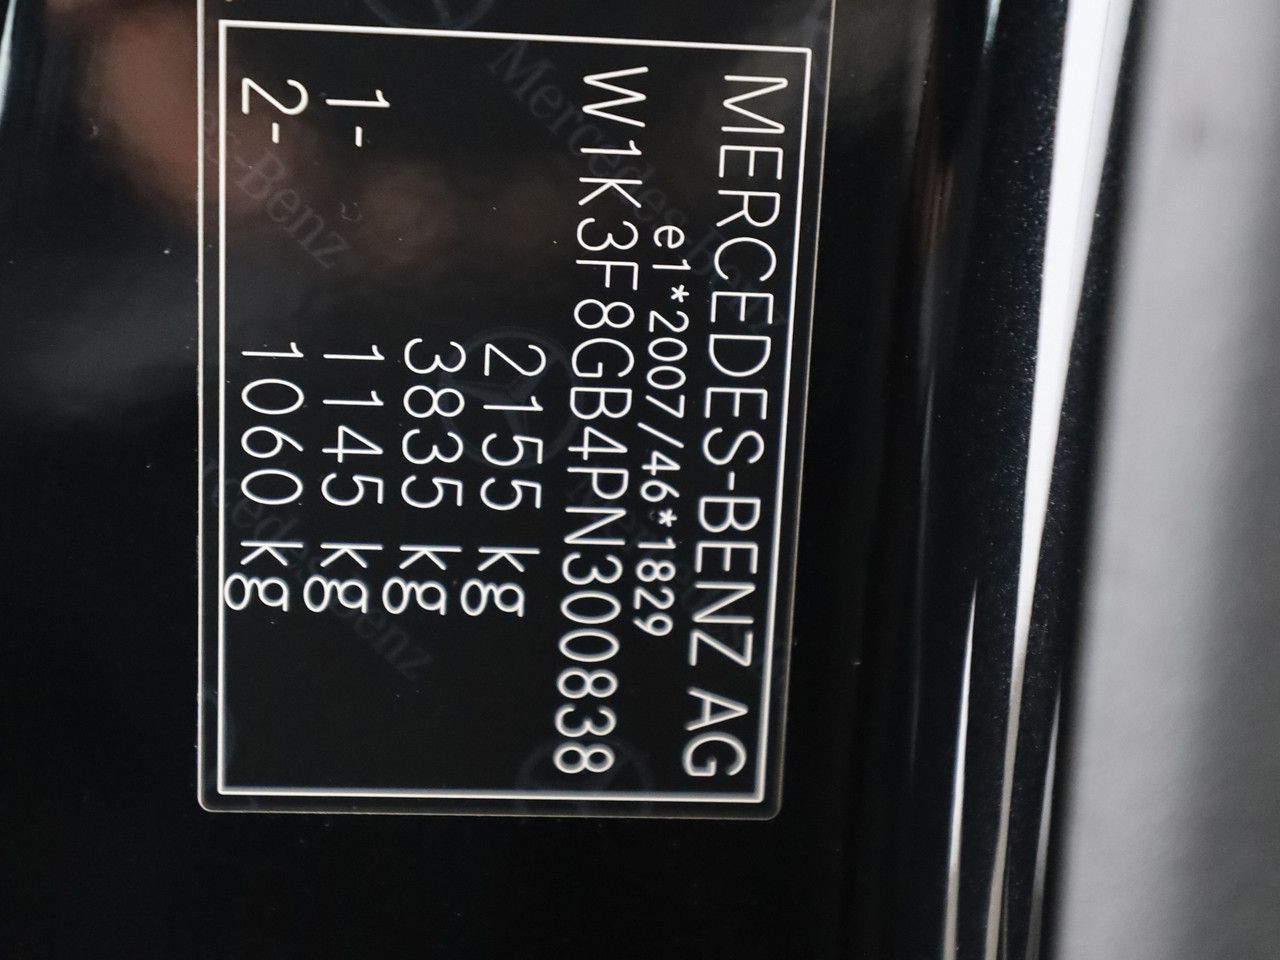 MERCEDES-BENZ AG
e1*2007/46*1829
W1K3F8GB4PN300838
2155 kg
3835 kg
1- 1145 kg
2- 1060 kg